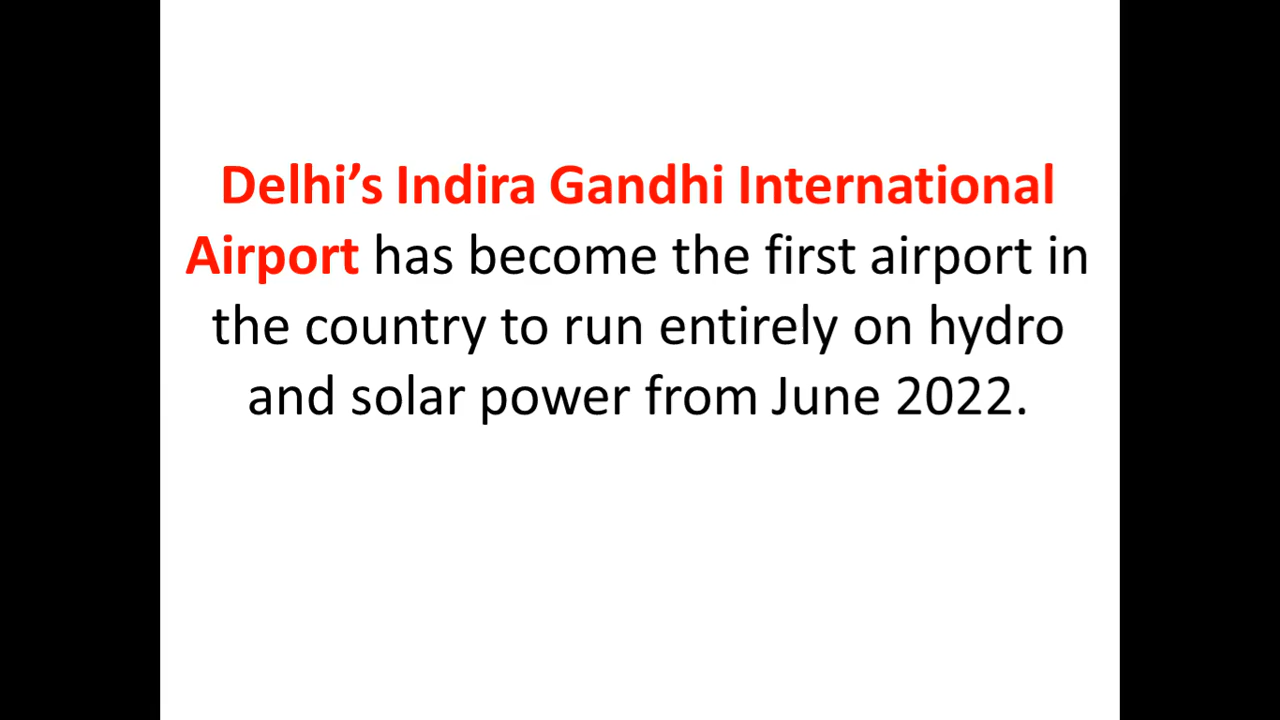 Delhi’s Indira Gandhi International
Airport has become the first airport in
the country to run entirely on hydro
and solar power from June 2022.